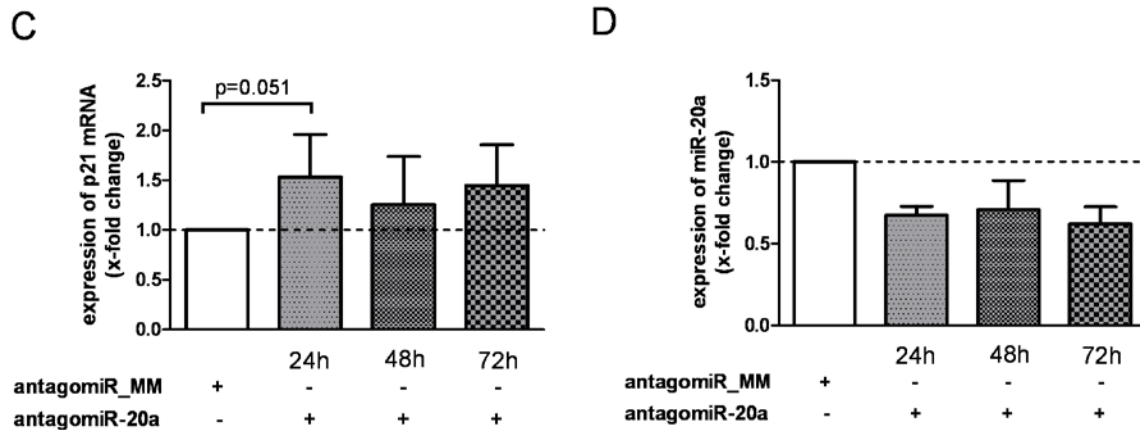 C
expression of p21 mRNA
(x-fold change)
2.5
2.0
1.5
1.0
0.5
0.0
p=0.051
24h 48h 72h
antagomiR_MM + - - -
antagomiR-20a - + + +
D
expression of miR-20a
(x-fold change)
1.5
1.0
0.5
0.0
24h 48h 72h
antagomiR_MM + - - -
antagomiR-20a - + + +